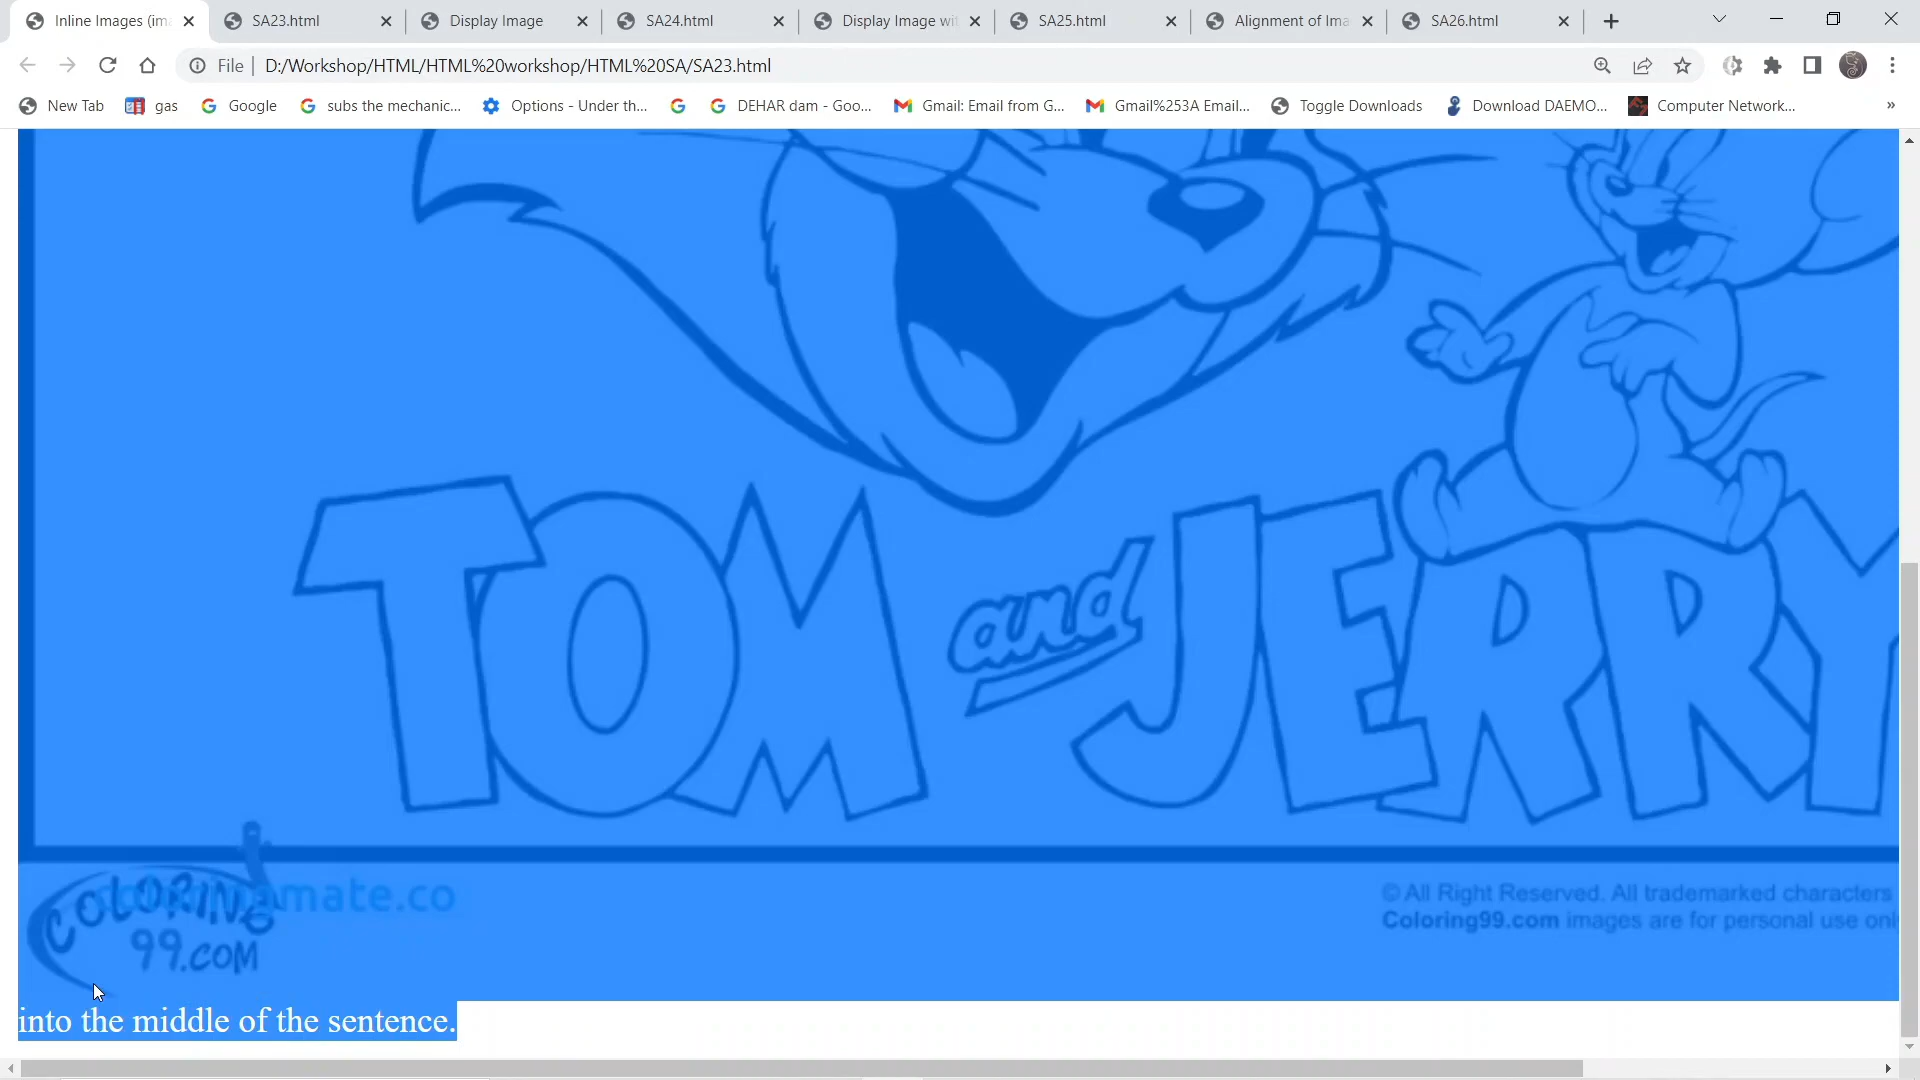 Inline Images (im
SA23.html
Display Image
SA24.html
Display Image wi
SA25.html
Alignment of Ima
SA26.html
File
D:/Workshop/HTML/HTML%20workshop/HTML%20SA/SA23.html
New Tab
gas
Google
subs the mechanic...
Options - Under th...
DEHAR dam - Goo...
Gmail: Email from G...
Gmail%253A Email...
Toggle Downloads
Download DAEMO...
Computer Network...
»
TOM and JERRY
COLORING
99.COM
© All Right Reserved. All trademarked characters
Coloring99.com images are for personal use onl
into the middle of the sentence.